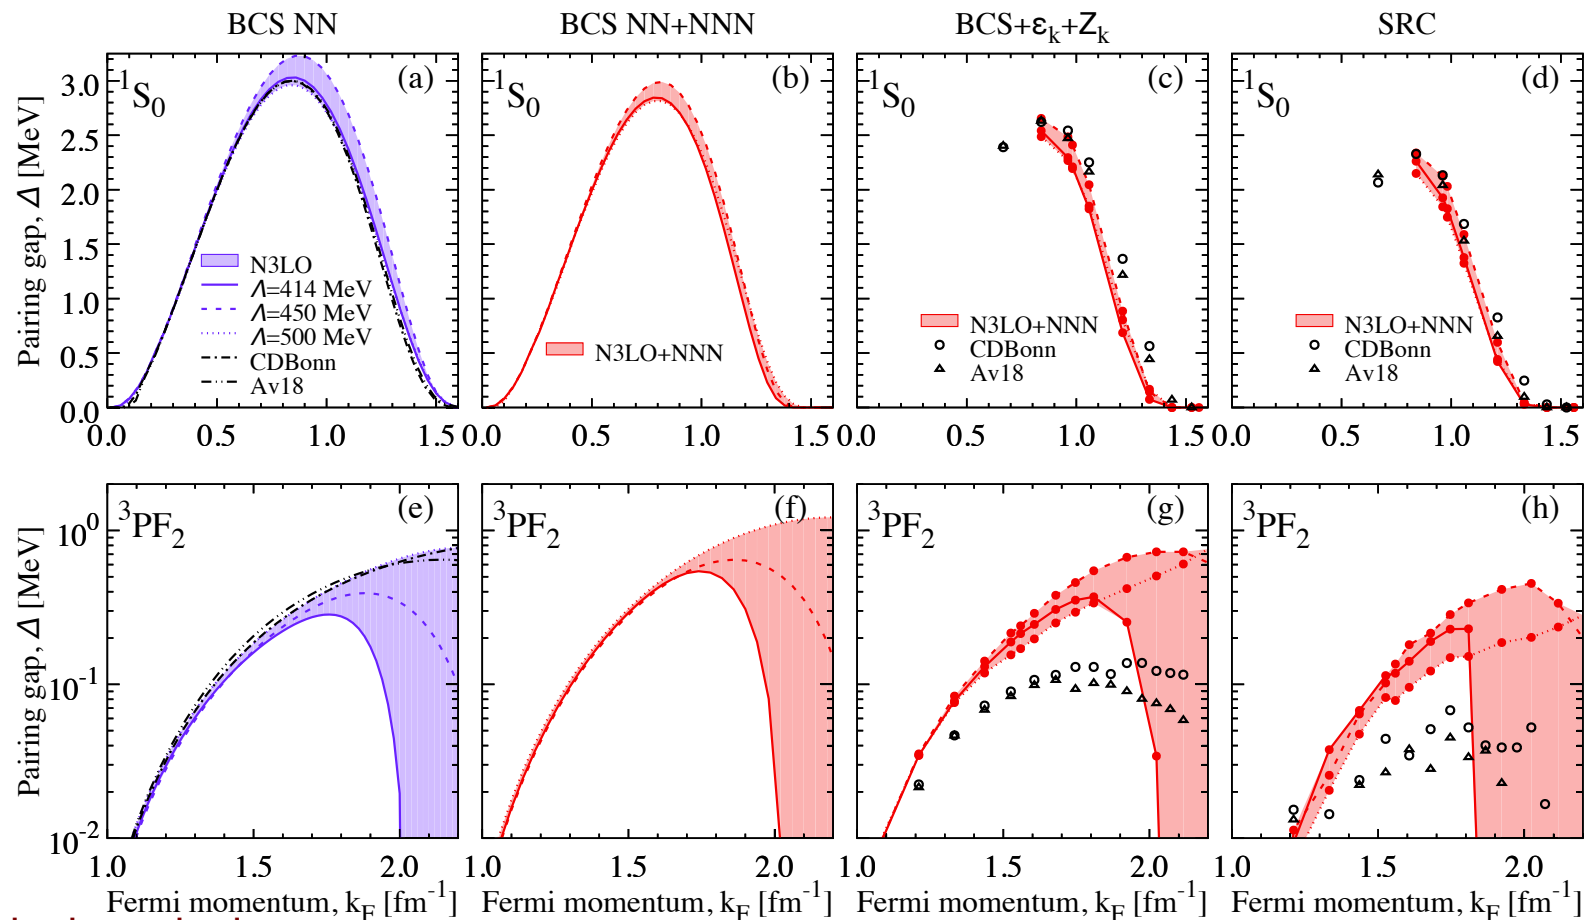 BCS NN
BCS NN+NNN
BCS+εk+Zk
SRC
Pairing gap, Δ [MeV]
3.0
2.5
2.0
1.5
1.0
0.5
0.0
¹S₀
(a)
N3LO
Λ=414 MeV
Λ=450 MeV
Λ=500 MeV
CDBonn
Av18
0.0 0.5 1.0 1.5
¹S₀
(b)
N3LO+NNN
0.0 0.5 1.0 1.5
¹S₀
(c)
N3LO+NNN
CDBonn
Av18
0.0 0.5 1.0 1.5
¹S₀
(d)
N3LO+NNN
CDBonn
Av18
0.0 0.5 1.0 1.5
Pairing gap, Δ [MeV]
10⁰
10⁻¹
10⁻²
³PF₂
(e)
1.0 1.5 2.0
Fermi momentum, kF [fm⁻¹]
³PF₂
(f)
1.0 1.5 2.0
Fermi momentum, kF [fm⁻¹]
³PF₂
(g)
1.0 1.5 2.0
Fermi momentum, kF [fm⁻¹]
³PF₂
(h)
1.0 1.5 2.0
Fermi momentum, kF [fm⁻¹]